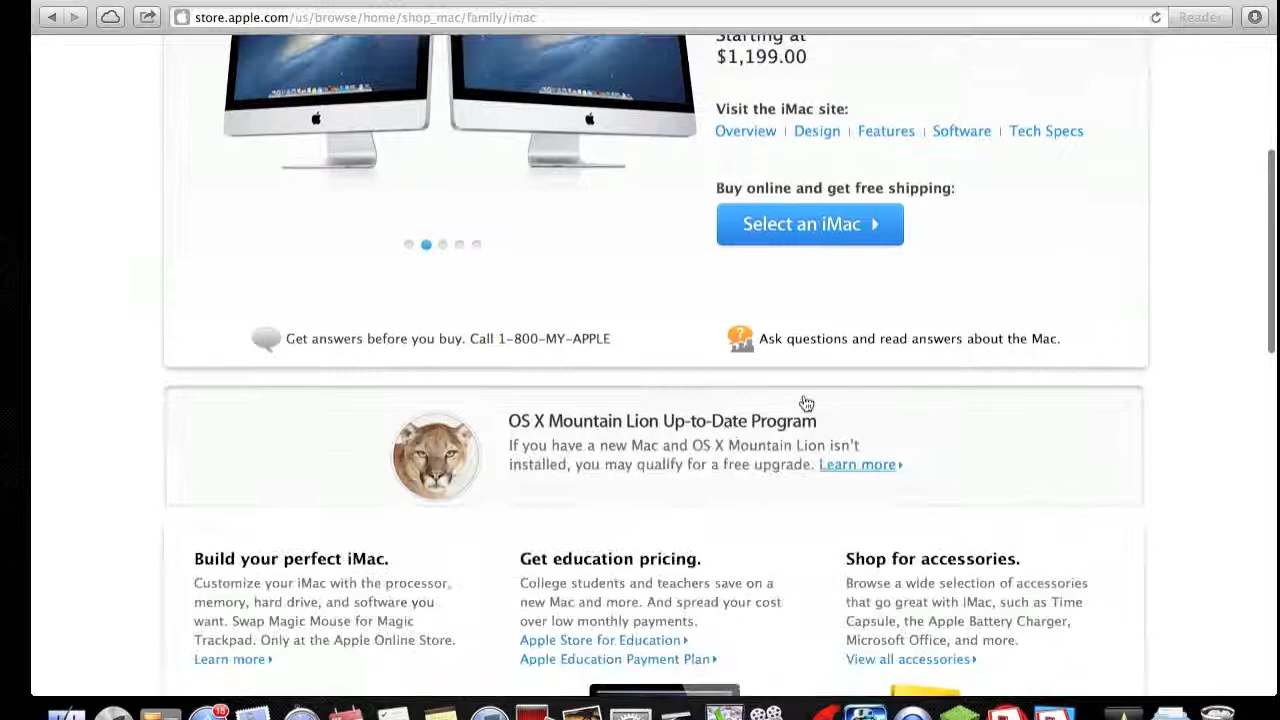 store.apple.com/us/browse/home/shop_mac/family/imac
Reader
Starting at
$1,199.00
Visit the iMac site:
Overview | Design | Features | Software | Tech Specs
Buy online and get free shipping:
Select an iMac
Get answers before you buy. Call 1-800-MY-APPLE
Ask questions and read answers about the Mac.
OS X Mountain Lion Up-to-Date Program
If you have a new Mac and OS X Mountain Lion isn't
installed, you may qualify for a free upgrade. Learn more
Build your perfect iMac.
Customize your iMac with the processor,
memory, hard drive, and software you
want. Swap Magic Mouse for Magic
Trackpad. Only at the Apple Online Store.
Learn more
Get education pricing.
College students and teachers save on a
new Mac and more. And spread your cost
over low monthly payments.
Apple Store for Education
Apple Education Payment Plan
Shop for accessories.
Browse a wide selection of accessories
that go great with iMac, such as Time
Capsule, the Apple Battery Charger,
Microsoft Office, and more.
View all accessories